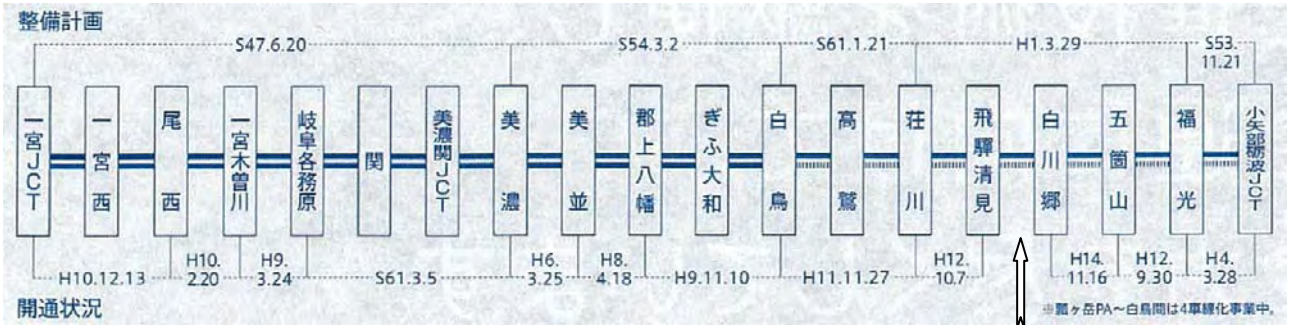 整備計画
S47.6.20
S54.3.2
S61.1.21
H1.3.29
S53.
11.21
一宮JCT
一宮西
尾西
一宮木曽川
岐阜各務原
関
美濃関JCT
美濃
美並
郡上八幡
ぎふ大和
白鳥
高鷲
荘川
飛驒清見
白川郷
五箇山
福光
小矢部砺波JCT
H10.12.13
H10.
2.20
H9.
3.24
S61.3.5
H6.
3.25
H8.
4.18
H9.11.10
H11.11.27
H12.
10.7
H14.
11.16
H12.
9.30
H4.
3.28
開通状況
※瓢ヶ岳PA～白鳥間は4車線化事業中。